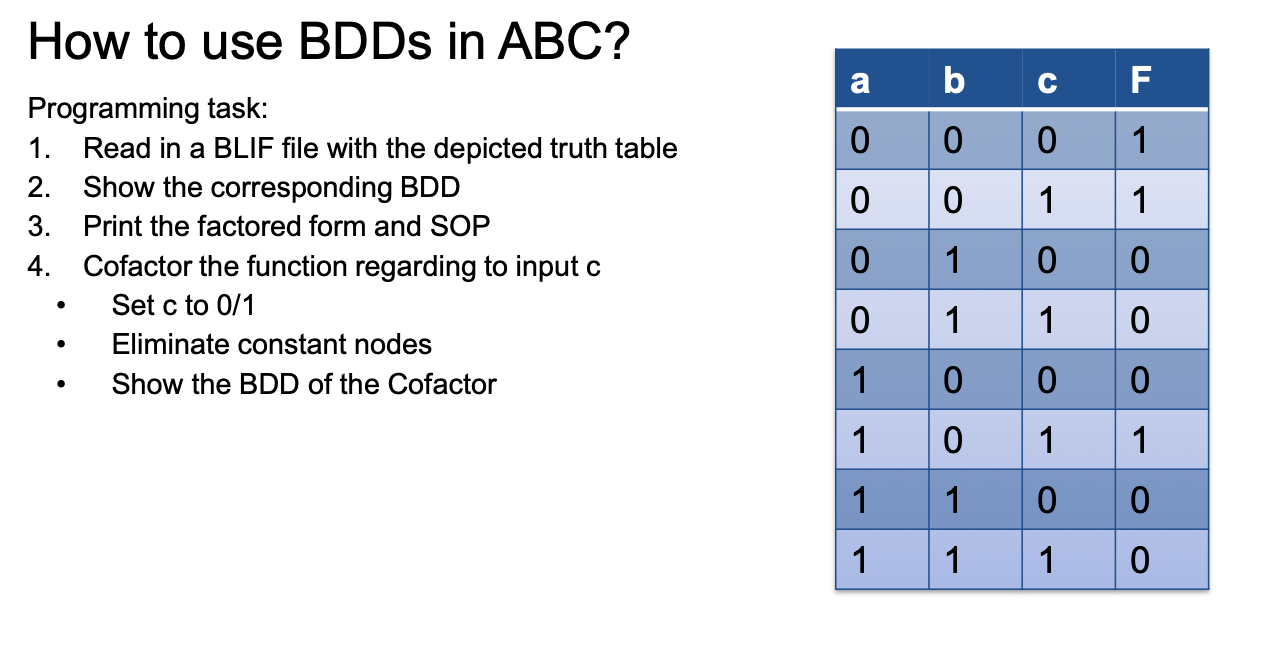 How to use BDDs in ABC?
Programming task:
1. Read in a BLIF file with the depicted truth table
2. Show the corresponding BDD
3. Print the factored form and SOP
4. Cofactor the function regarding to input c
• Set c to 0/1
• Eliminate constant nodes
• Show the BDD of the Cofactor
a b c F
0 0 0 1
0 0 1 1
0 1 0 0
0 1 1 0
1 0 0 0
1 0 1 1
1 1 0 0
1 1 1 0